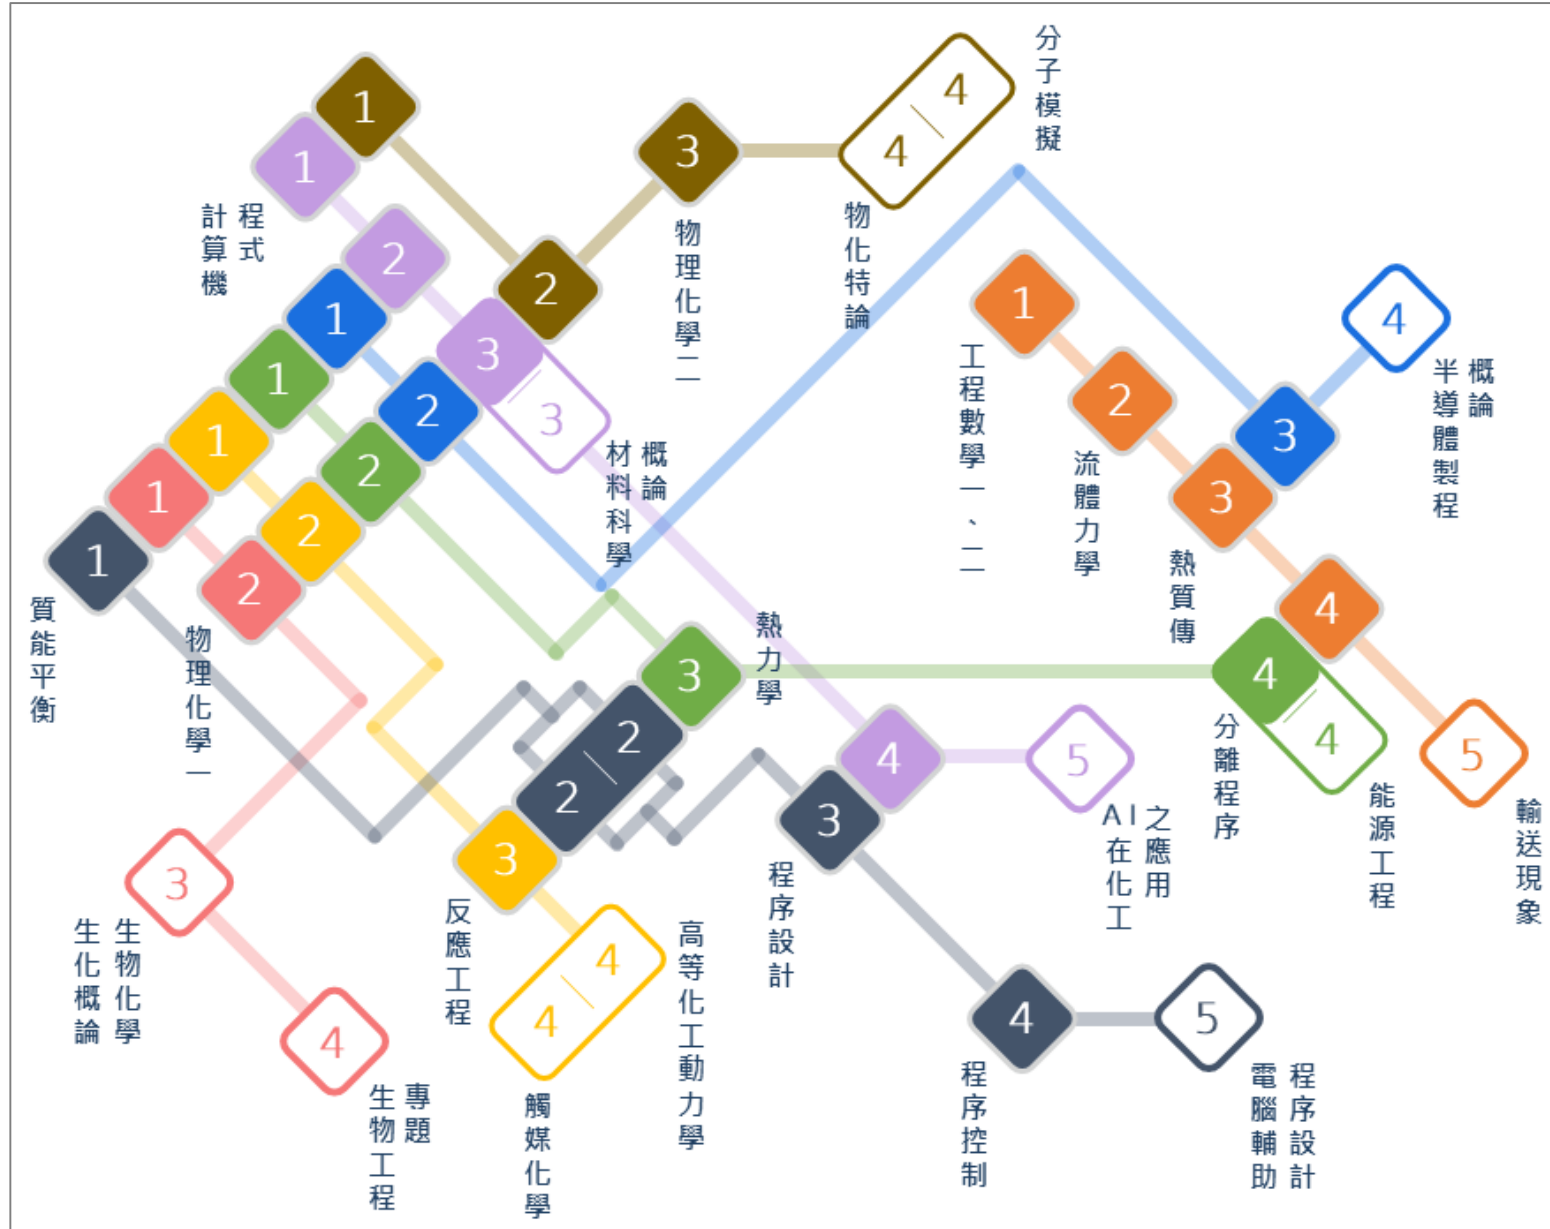 1
1
計算機
程式
2
1
1
1
1
1
質能平衡
2
3
3
材料科學
概論
2
2
2
2
物理化學一
3
物理化學二
4
4
物化特論
分子模擬
1
工程數學一、二
2
流體力學
3
熱質傳
3
4
半導體製程
概論
4
5
輸送現象
3
熱力學
4
4
分離程序
能源工程
2
2
3
反應工程
4
4
觸媒化學
高等化工動力學
3
程序設計
4
5
AI在化工
之應用
4
程序控制
5
電腦輔助
程序設計
3
生化概論
生物化學
4
生物工程
專題